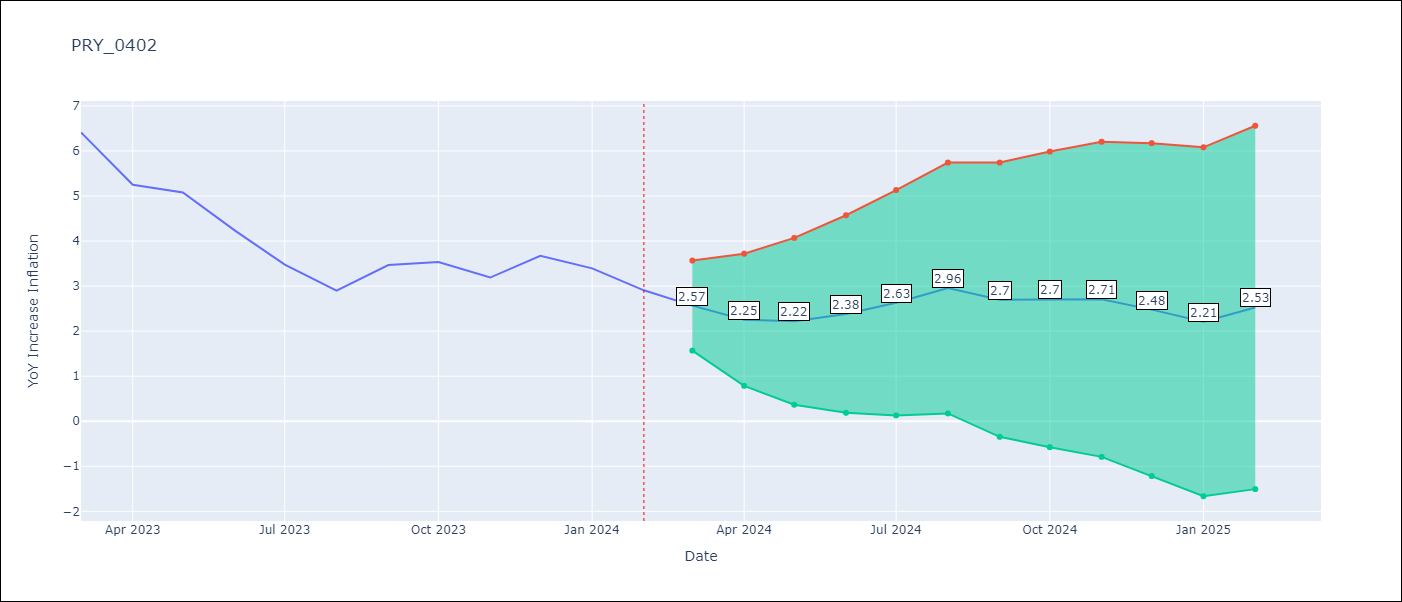 PRY_0402
YoY Increase Inflation
7
6
5
4
3
2
1
0
−1
−2
2.57
2.25
2.22
2.38
2.63
2.96
2.7
2.7
2.71
2.48
2.21
2.53
Apr 2023
Jul 2023
Oct 2023
Jan 2024
Apr 2024
Jul 2024
Oct 2024
Jan 2025
Date